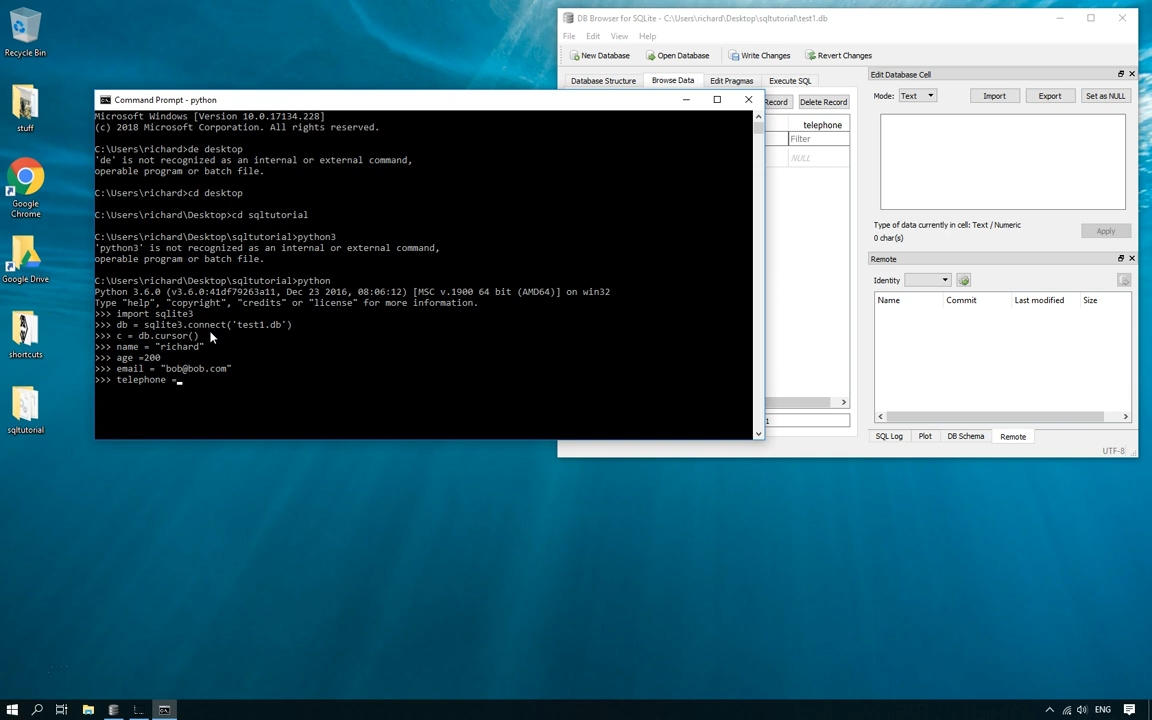 Recycle Bin
stuff
Google
Chrome
Google Drive
shortcuts
sqltutorial
DB Browser for SQLite - C:\Users\richard\Desktop\sqltutorial\test1.db
File Edit View Help
New Database Open Database Write Changes Revert Changes
Database Structure Browse Data Edit Pragmas Execute SQL
Record Delete Record
telephone
Filter
NULL
1
Edit Database Cell
Mode: Text Import Export Set as NULL
Type of data currently in cell: Text / Numeric
0 char(s)
Apply
Remote
Identity
Name Commit Last modified Size
SQL Log Plot DB Schema Remote
UTF-8
Command Prompt - python
Microsoft Windows [Version 10.0.17134.228]
(c) 2018 Microsoft Corporation. All rights reserved.
C:\Users\richard>de desktop
'de' is not recognized as an internal or external command,
operable program or batch file.
C:\Users\richard>cd desktop
C:\Users\richard\Desktop>cd sqltutorial
C:\Users\richard\Desktop\sqltutorial>python3
'python3' is not recognized as an internal or external command,
operable program or batch file.
C:\Users\richard\Desktop\sqltutorial>python
Python 3.6.0 (v3.6.0:41df79263a11, Dec 23 2016, 08:06:12) [MSC v.1900 64 bit (AMD64)] on win32
Type "help", "copyright", "credits" or "license" for more information.
>>> import sqlite3
>>> db = sqlite3.connect('test1.db')
>>> c = db.cursor()
>>> name = "richard"
>>> age =200
>>> email = "bob@bob.com"
>>> telephone =
ENG